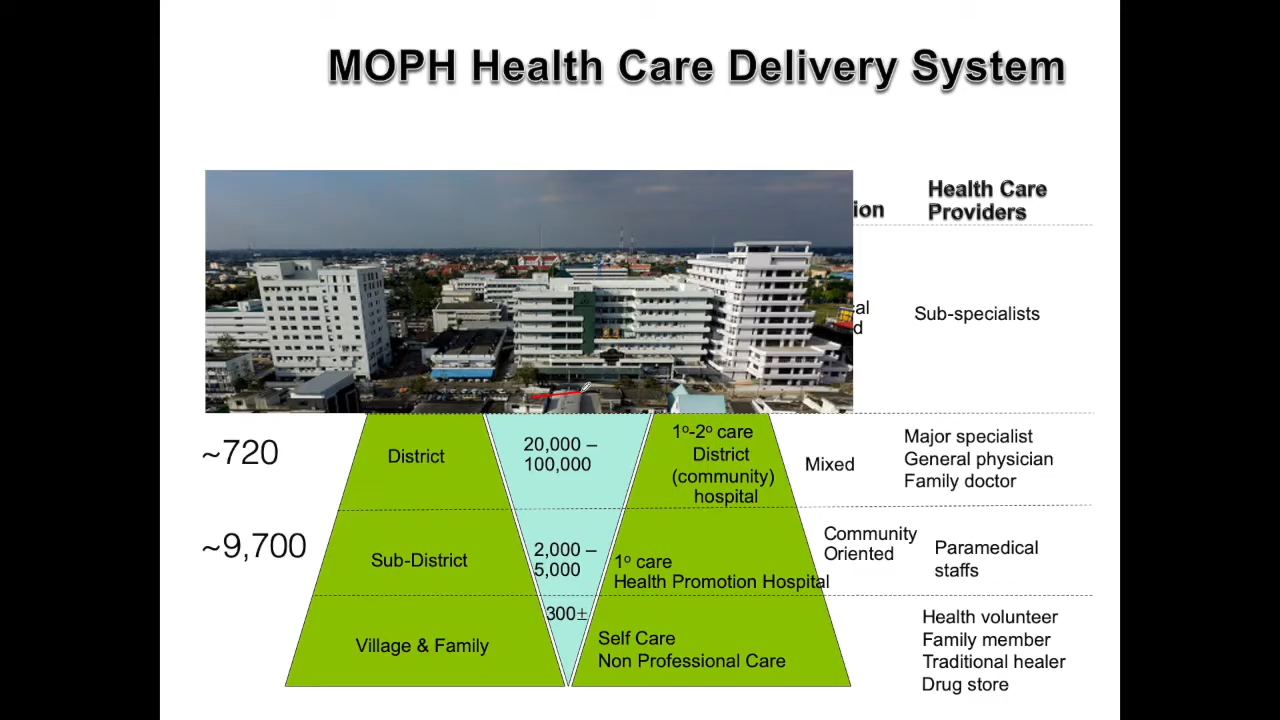 MOPH Health Care Delivery System
Health Care
Providers
ion
cal
d
Sub-specialists
~720
District
20,000 –
100,000
1º-2º care
District
(community)
hospital
Mixed
Major specialist
General physician
Family doctor
~9,700
Sub-District
2,000 –
5,000
1º care
Health Promotion Hospital
Community
Oriented
Paramedical
staffs
Village & Family
300±
Self Care
Non Professional Care
Health volunteer
Family member
Traditional healer
Drug store